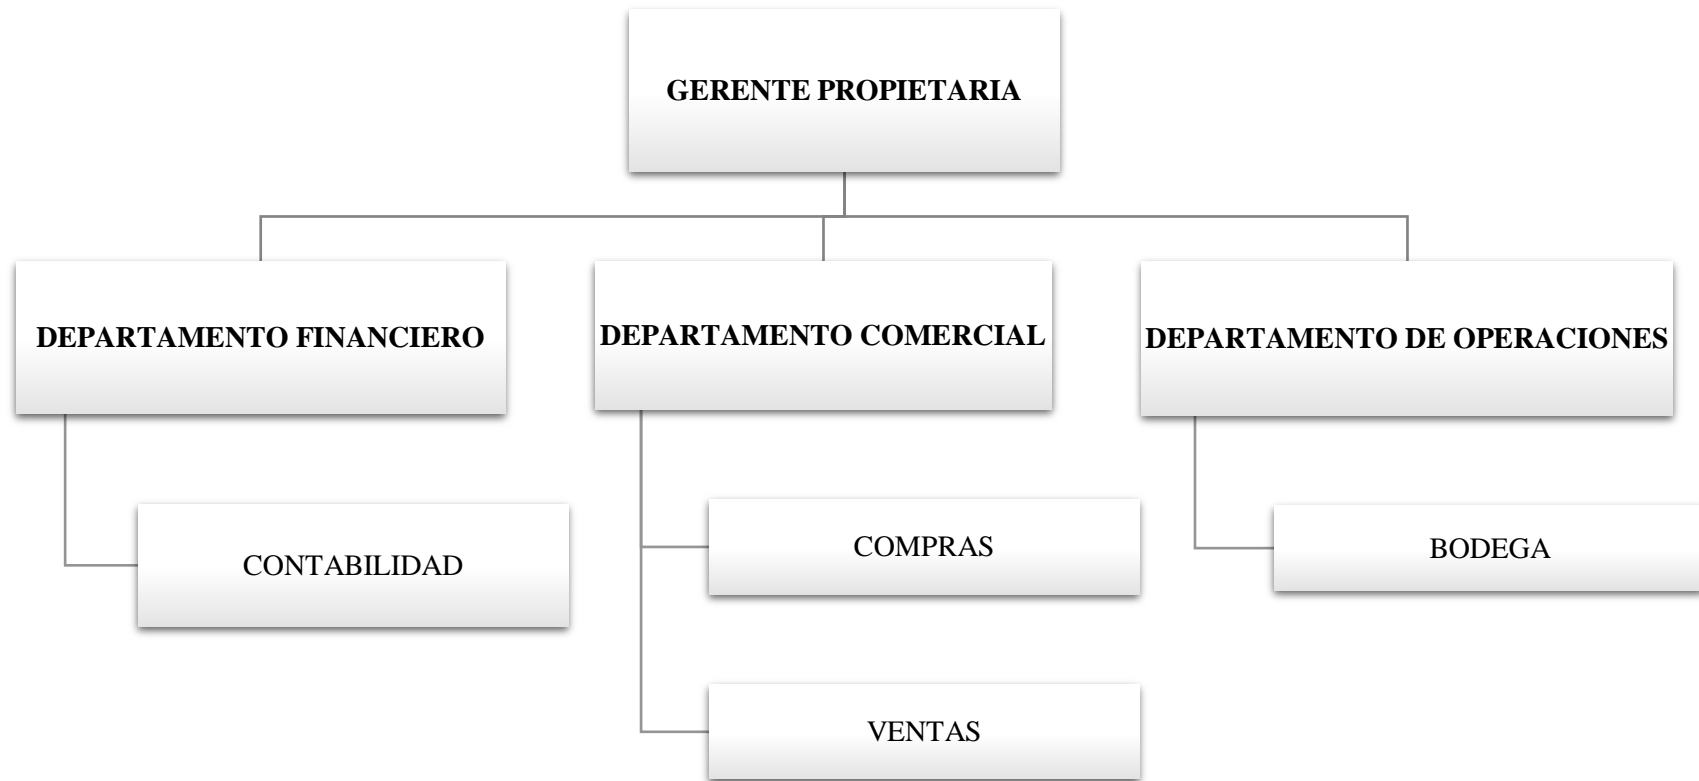 GERENTE PROPIETARIA
DEPARTAMENTO FINANCIERO
DEPARTAMENTO COMERCIAL
DEPARTAMENTO DE OPERACIONES
CONTABILIDAD
COMPRAS
BODEGA
VENTAS